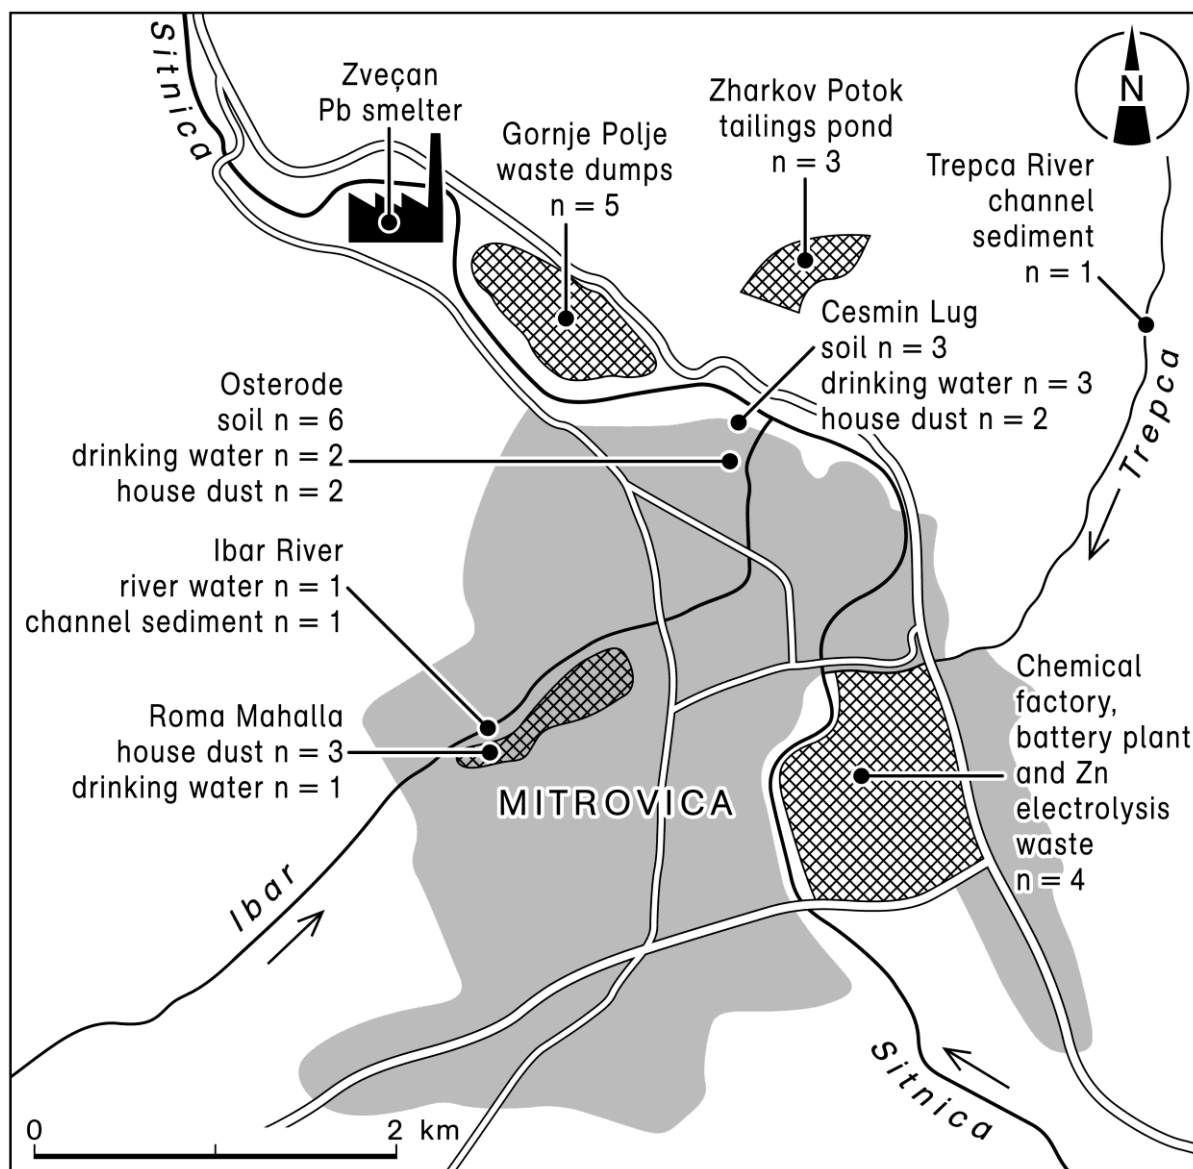 Sitnica
Zveçan
Pb smelter
Gornje Polje
waste dumps
n = 5
Zharkov Potok
tailings pond
n = 3
N
Trepca River
channel
sediment
n = 1
Cesmin Lug
soil n = 3
drinking water n = 3
house dust n = 2
Osterode
soil n = 6
drinking water n = 2
house dust n = 2
Trepca
Ibar River
river water n = 1
channel sediment n = 1
Roma Mahalla
house dust n = 3
drinking water n = 1
MITROVICA
Chemical
factory,
battery plant
and Zn
electrolysis
waste
n = 4
Ibar
Sitnica
0 2 km